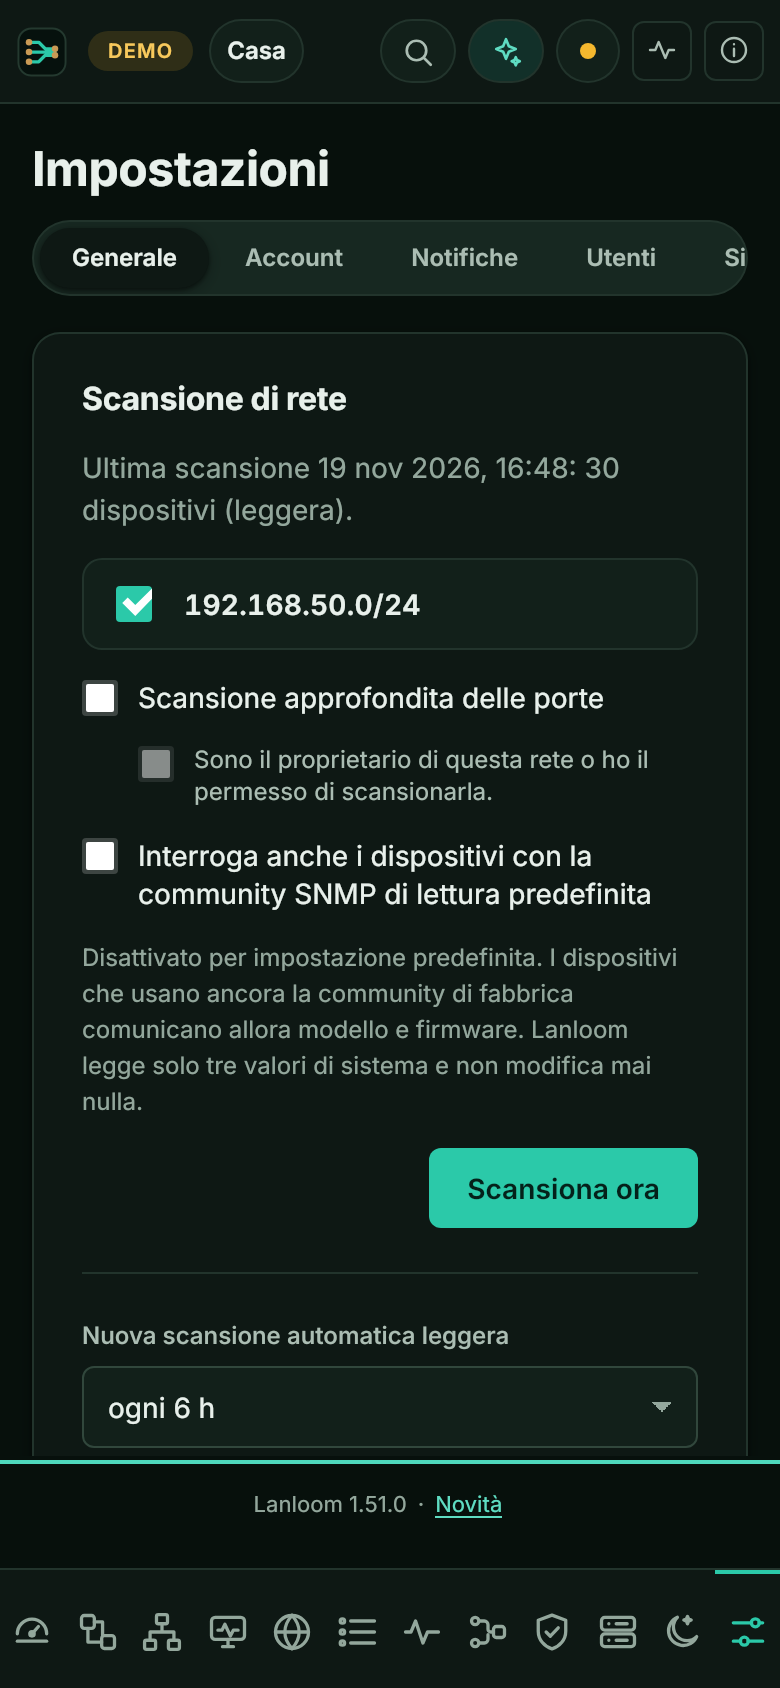 DEMO
Casa
Impostazioni
Generale Account Notifiche Utenti Si
Scansione di rete
Ultima scansione 19 nov 2026, 16:48: 30
dispositivi (leggera).
192.168.50.0/24
Scansione approfondita delle porte
Sono il proprietario di questa rete o ho il
permesso di scansionarla.
Interroga anche i dispositivi con la
community SNMP di lettura predefinita
Disattivato per impostazione predefinita. I dispositivi
che usano ancora la community di fabbrica
comunicano allora modello e firmware. Lanloom
legge solo tre valori di sistema e non modifica mai
nulla.
Scansiona ora
Nuova scansione automatica leggera
ogni 6 h
Lanloom 1.51.0 · Novità